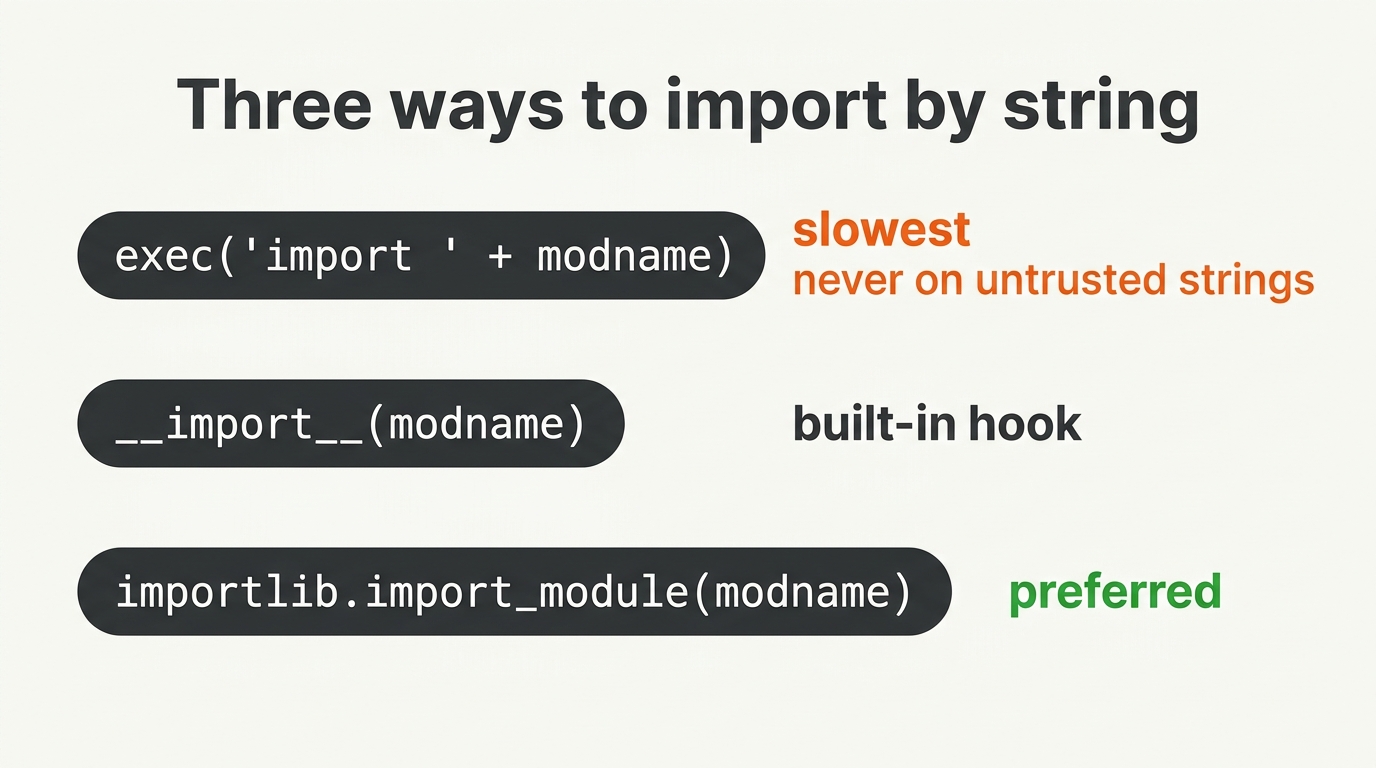 Three ways to import by string
exec('import ' + modname)
slowest
never on untrusted strings
__import__(modname)
built-in hook
importlib.import_module(modname)
preferred